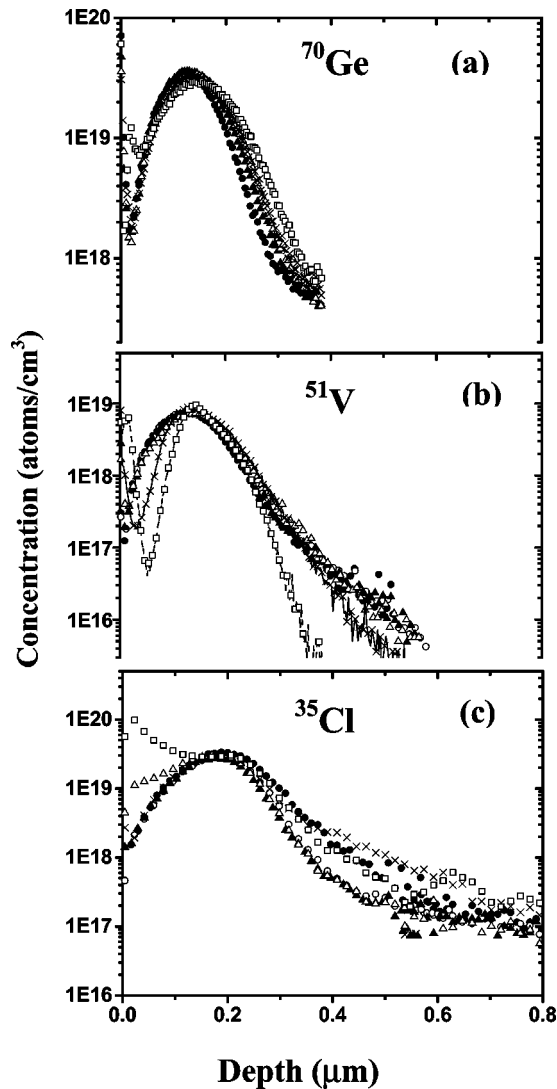 1E20
⁷⁰Ge
(a)
1E19
1E18
Concentration (atoms/cm³)
1E19
⁵¹V
(b)
1E18
1E17
1E16
1E20
³⁵Cl
(c)
1E19
1E18
1E17
1E16
0.0 0.2 0.4 0.6 0.8
Depth (μm)